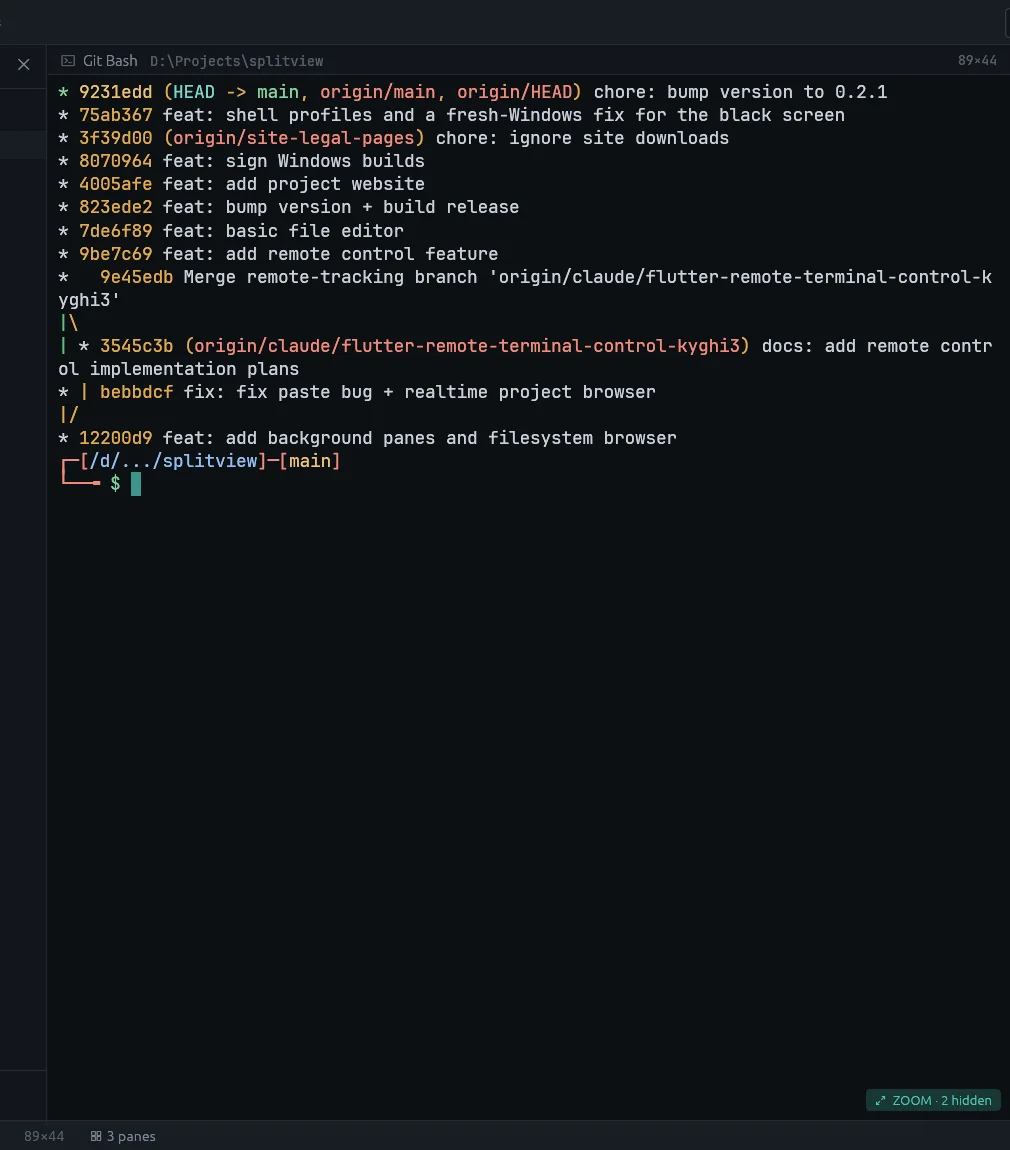 Git Bash D:\Projects\splitview 89×44
* 9231edd (HEAD -> main, origin/main, origin/HEAD) chore: bump version to 0.2.1
* 75ab367 feat: shell profiles and a fresh-Windows fix for the black screen
* 3f39d00 (origin/site-legal-pages) chore: ignore site downloads
* 8070964 feat: sign Windows builds
* 4005afe feat: add project website
* 823ede2 feat: bump version + build release
* 7de6f89 feat: basic file editor
* 9be7c69 feat: add remote control feature
*   9e45edb Merge remote-tracking branch 'origin/claude/flutter-remote-terminal-control-k
yghi3'
|\
| * 3545c3b (origin/claude/flutter-remote-terminal-control-kyghi3) docs: add remote contr
ol implementation plans
* | bebbdcf fix: fix paste bug + realtime project browser
|/
* 12200d9 feat: add background panes and filesystem browser
┌─[/d/.../splitview]─[main]
└──╼ $
ZOOM · 2 hidden
89×44 3 panes